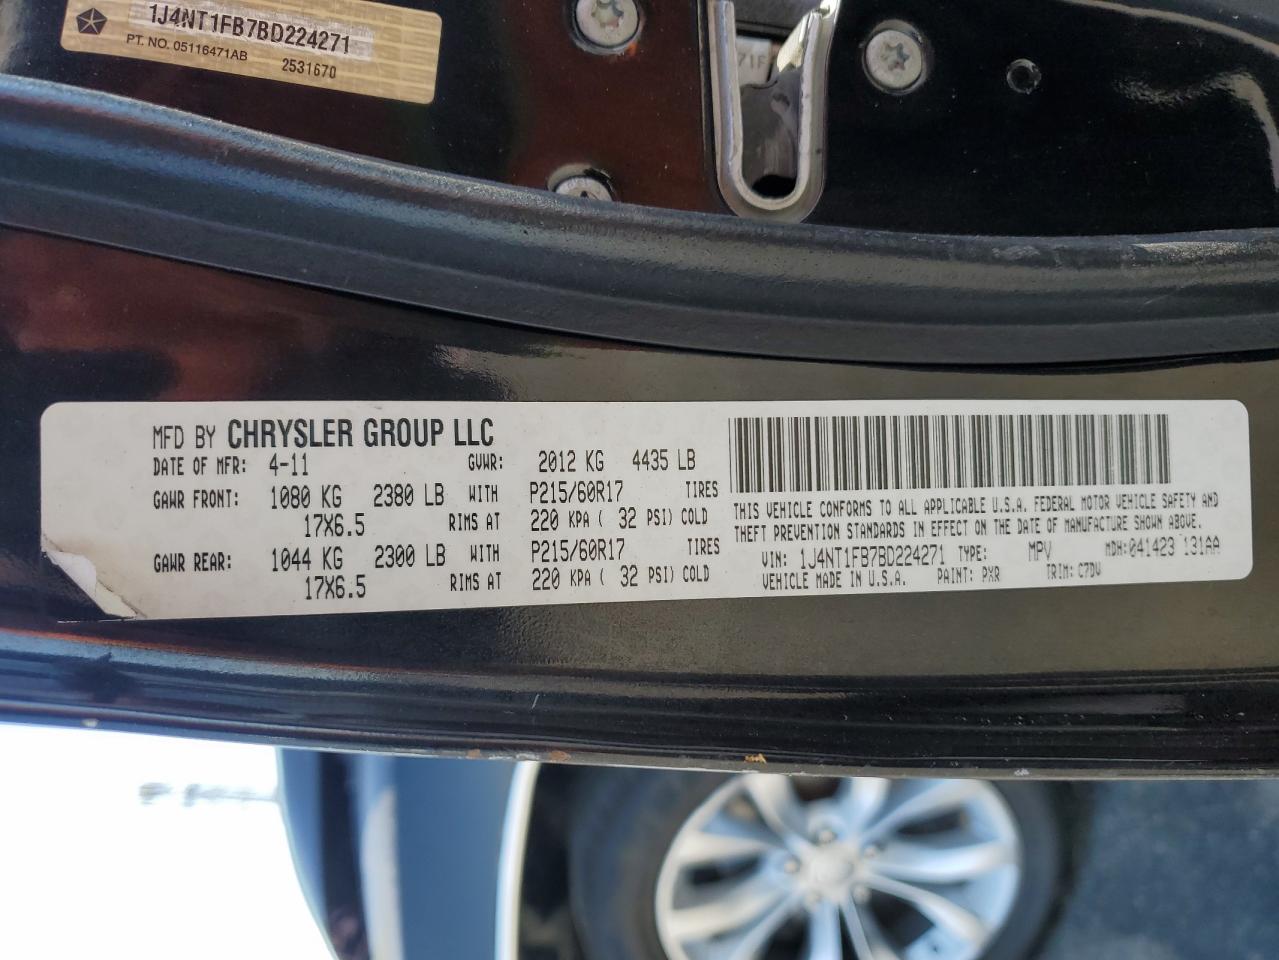 1J4NT1FB7BD224271
PT. NO. 05116471AB 2531670
71F
MFD BY CHRYSLER GROUP LLC
DATE OF MFR: 4-11 GVWR: 2012 KG 4435 LB
GAWR FRONT: 1080 KG 2380 LB WITH P215/60R17 TIRES
17X6.5 RIMS AT 220 KPA ( 32 PSI) COLD
GAWR REAR: 1044 KG 2300 LB WITH P215/60R17 TIRES
17X6.5 RIMS AT 220 KPA ( 32 PSI) COLD
THIS VEHICLE CONFORMS TO ALL APPLICABLE U.S.A. FEDERAL MOTOR VEHICLE SAFETY AND
THEFT PREVENTION STANDARDS IN EFFECT ON THE DATE OF MANUFACTURE SHOWN ABOVE.
VIN: 1J4NT1FB7BD224271 TYPE: MPV MDH:041423 131AA
VEHICLE MADE IN U.S.A. PAINT: PXR TRIM: C7DV